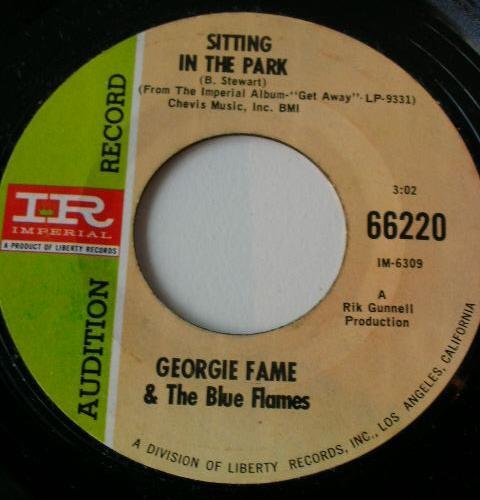 SITTING
IN THE PARK
(B. Stewart)
(From The Imperial Album-"Get Away"- LP-9331)
Chevis Music, Inc. BMI
AUDITION RECORD
IR
IMPERIAL
A PRODUCT OF LIBERTY RECORDS
3:02
66220
IM-6309
A
Rik Gunnell
Production
GEORGIE FAME
& The Blue Flames
A DIVISION OF LIBERTY RECORDS, INC., LOS ANGELES, CALIFORNIA